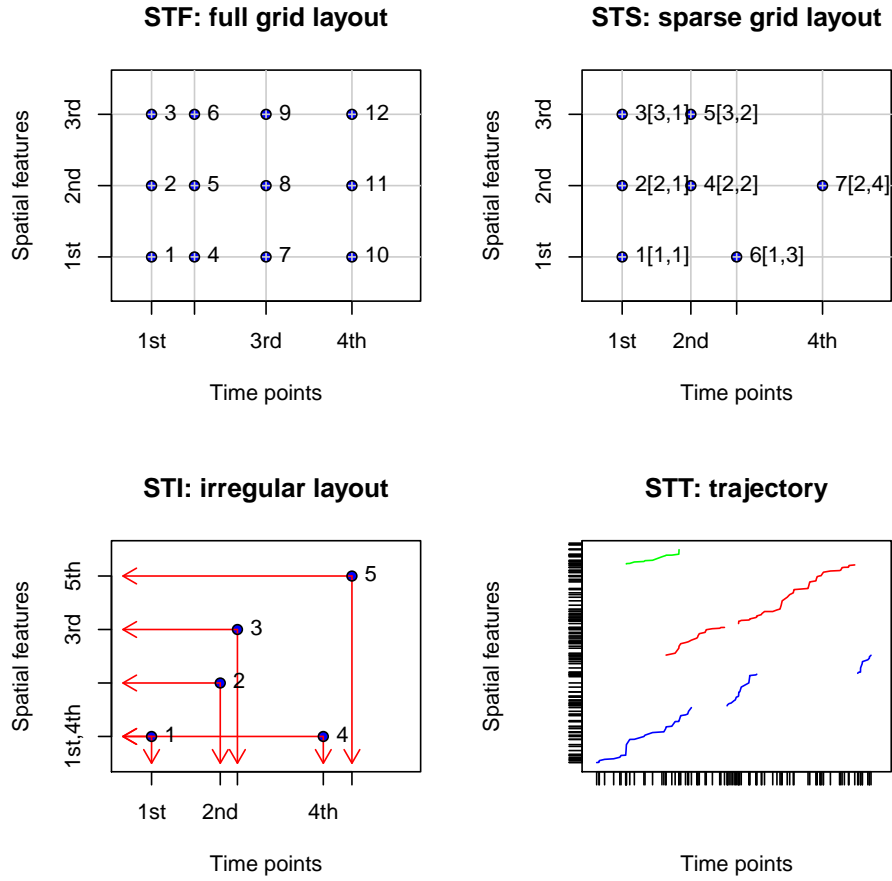 STF: full grid layout
3rd
3 6 9 12
2nd
2 5 8 11
1st
1 4 7 10
Spatial features
1st 3rd 4th
Time points
STS: sparse grid layout
3rd
3[3,1] 5[3,2]
2nd
2[2,1] 4[2,2] 7[2,4]
1st
1[1,1] 6[1,3]
Spatial features
1st 2nd 4th
Time points
STI: irregular layout
5th
5
3rd
3
2
1st,4th
1 4
Spatial features
1st 2nd 4th
Time points
STT: trajectory
Spatial features
Time points